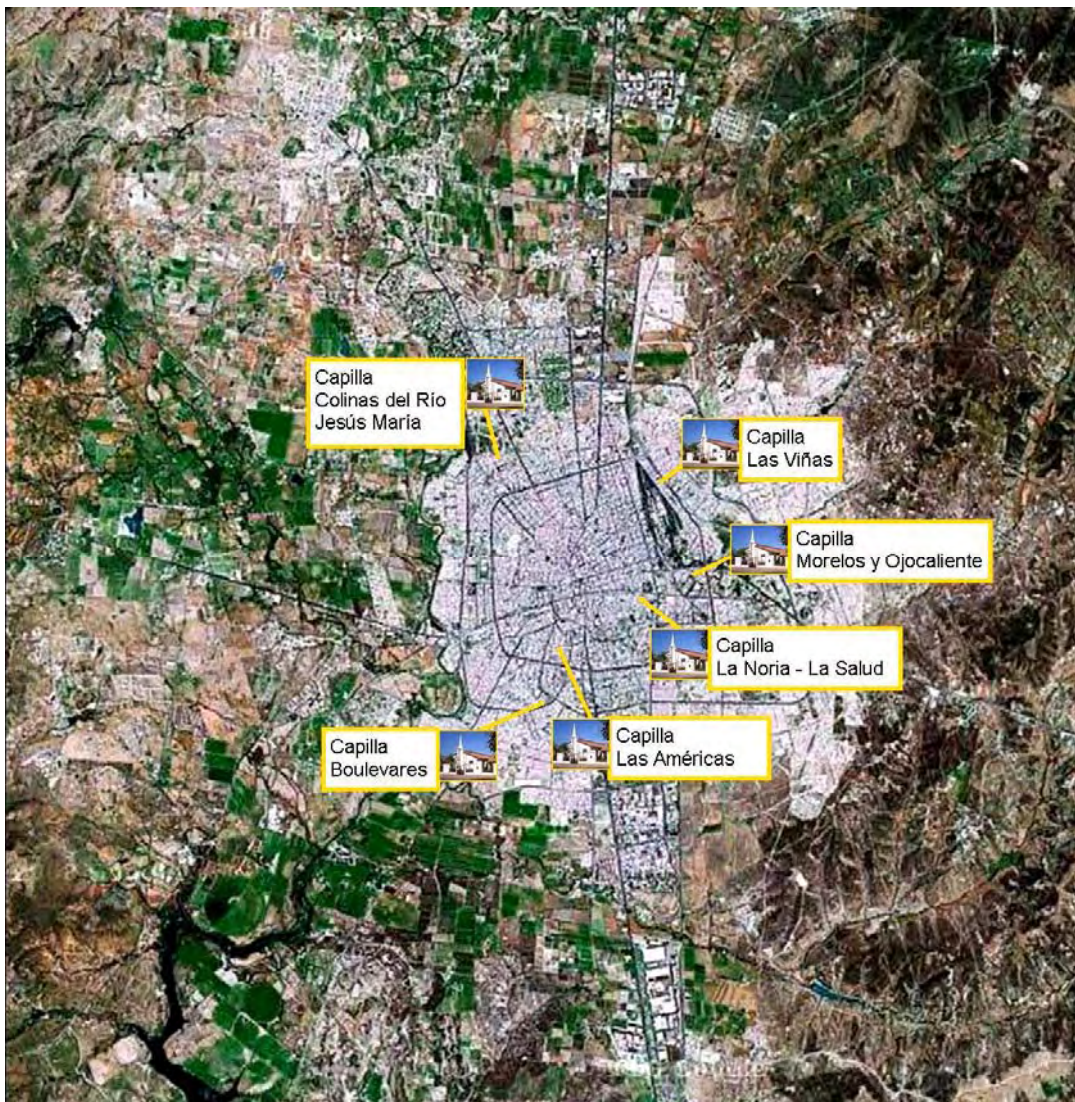 Capilla
Colinas del Río
Jesús María
Capilla
Las Viñas
Capilla
Morelos y Ojocaliente
Capilla
La Noria - La Salud
Capilla
Las Américas
Capilla
Boulevares